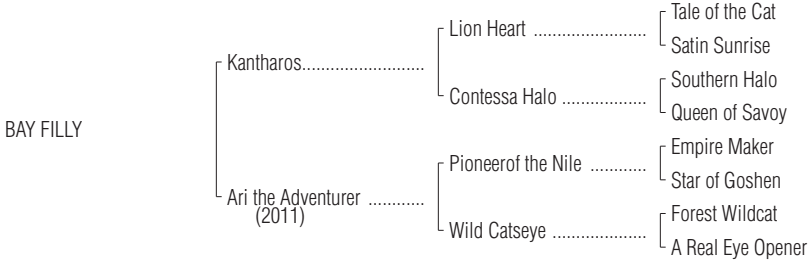 Tale of the Cat
Lion Heart ........................
Satin Sunrise
Kantharos..........................
Southern Halo
Contessa Halo ..................
Queen of Savoy
BAY FILLY
Empire Maker
Pioneerof the Nile ............
Star of Goshen
Ari the Adventurer ............
(2011)
Forest Wildcat
Wild Catseye ....................
A Real Eye Opener